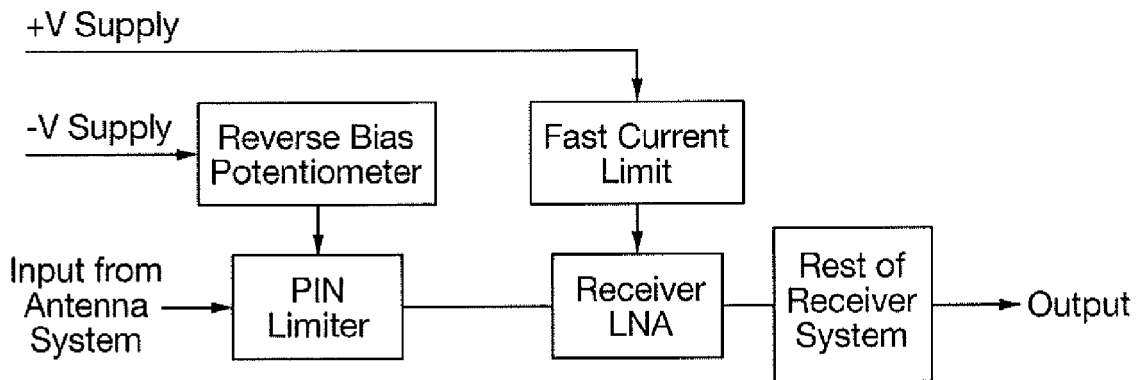 +V Supply
-V Supply
Reverse Bias
Potentiometer
Fast Current
Limit
Input from
Antenna
System
PIN
Limiter
Receiver
LNA
Rest of
Receiver
System
Output